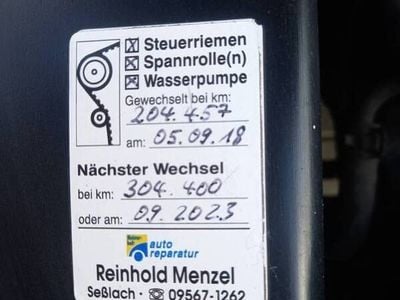 Steuerriemen
Spannrolle(n)
Wasserpumpe
Gewechselt bei km:
204.457
am: 05.09.18
Nächster Wechsel
bei km: 304.400
oder am: 09.2023
auto
reparatur
Reinhold Menzel
Seßlach · ☎ 09567-1262